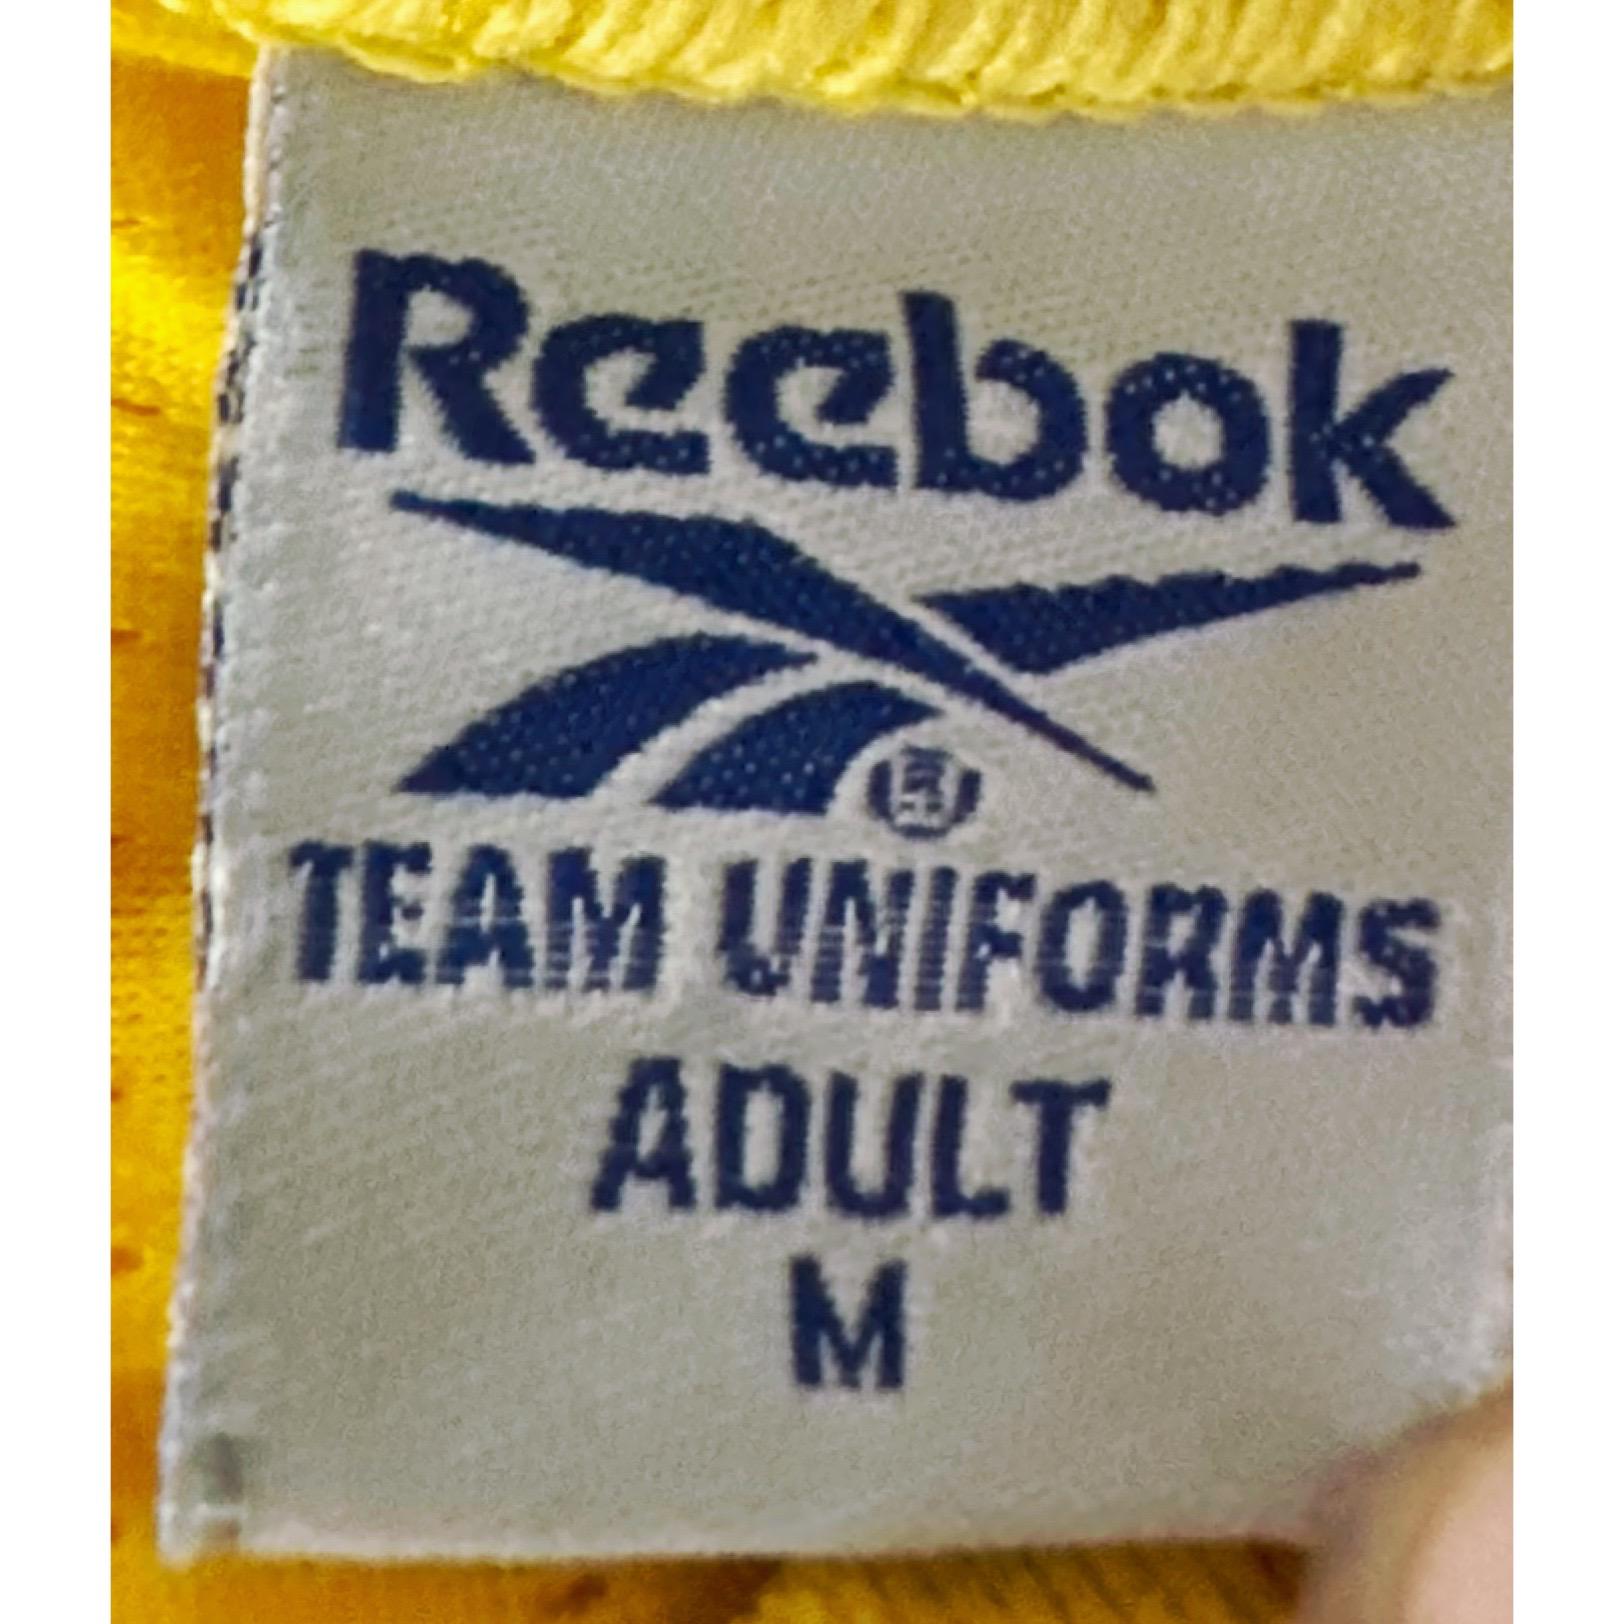 Reebok
TEAM UNIFORMS
ADULT
M